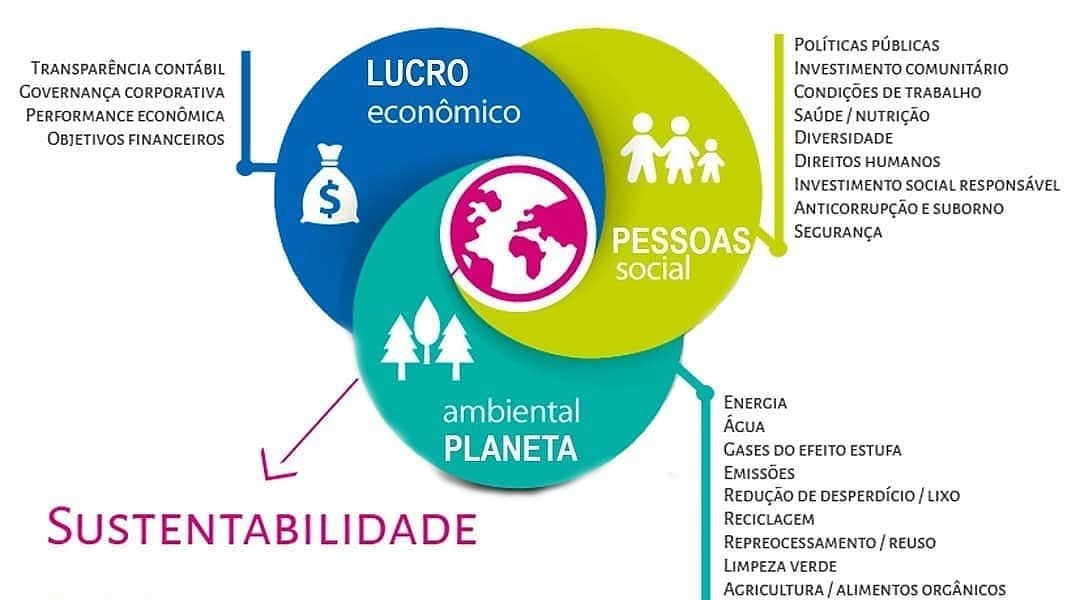 TRANSPARÊNCIA CONTÁBIL
GOVERNANÇA CORPORATIVA
PERFORMANCE ECONÔMICA
OBJETIVOS FINANCEIROS
LUCRO
econômico
$
PESSOAS
social
POLÍTICAS PÚBLICAS
INVESTIMENTO COMUNITÁRIO
CONDIÇÕES DE TRABALHO
SAÚDE / NUTRIÇÃO
DIVERSIDADE
DIREITOS HUMANOS
INVESTIMENTO SOCIAL RESPONSÁVEL
ANTICORRUPÇÃO E SUBORNO
SEGURANÇA
ambiental
PLANETA
ENERGIA
ÁGUA
GASES DO EFEITO ESTUFA
EMISSÕES
REDUÇÃO DE DESPERDÍCIO / LIXO
RECICLAGEM
REPREOCESSAMENTO / REUSO
LIMPEZA VERDE
AGRICULTURA / ALIMENTOS ORGÂNICOS
SUSTENTABILIDADE